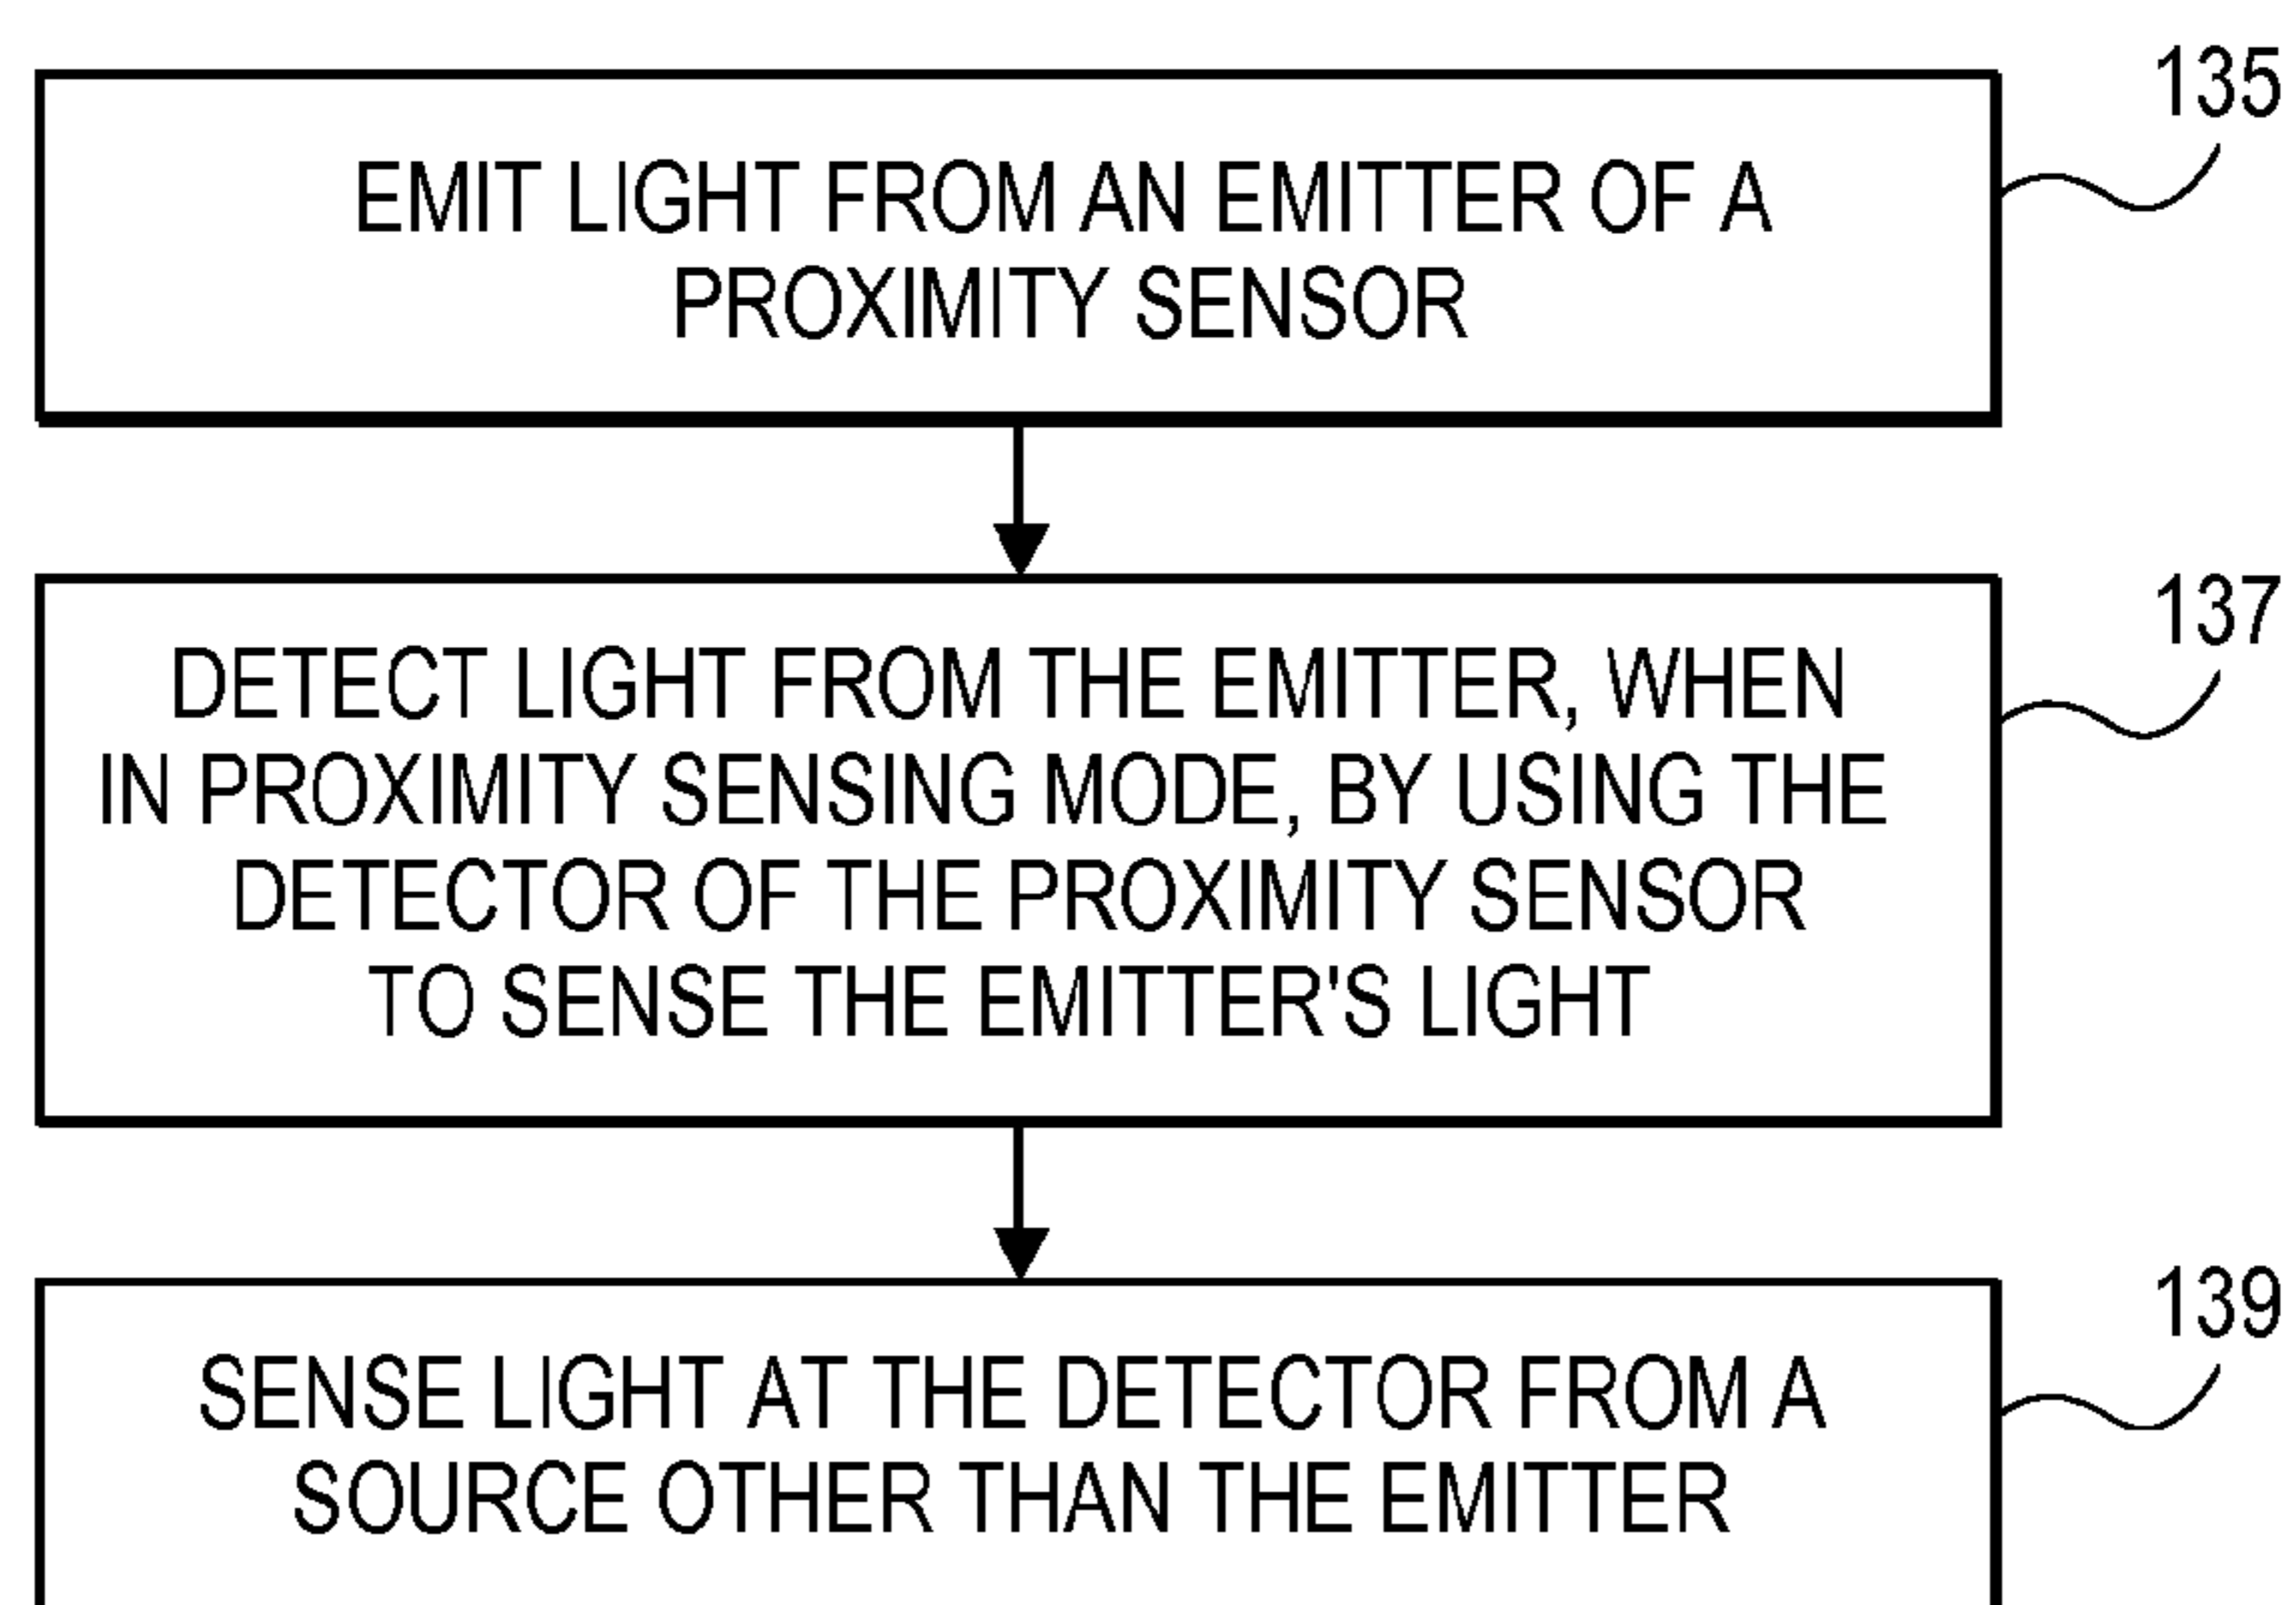 135
EMIT LIGHT FROM AN EMITTER OF A
PROXIMITY SENSOR
137
DETECT LIGHT FROM THE EMITTER, WHEN
IN PROXIMITY SENSING MODE, BY USING THE
DETECTOR OF THE PROXIMITY SENSOR
TO SENSE THE EMITTER'S LIGHT
139
SENSE LIGHT AT THE DETECTOR FROM A
SOURCE OTHER THAN THE EMITTER